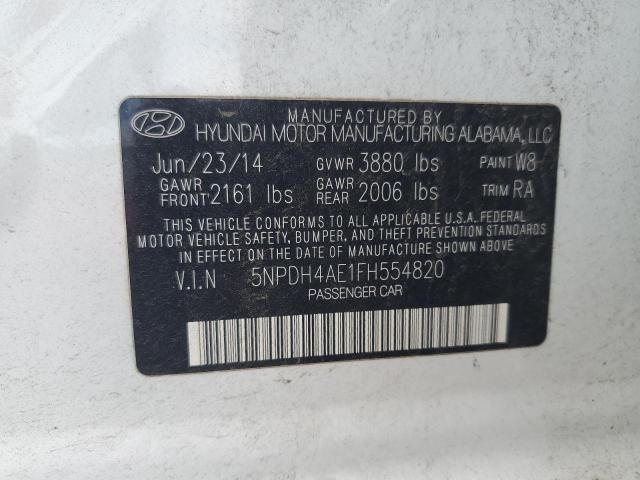 MANUFACTURED BY
HYUNDAI MOTOR MANUFACTURING ALABAMA, LLC
Jun/23/14 GVWR 3880 lbs PAINT W8
GAWR FRONT 2161 lbs GAWR REAR 2006 lbs TRIM RA
THIS VEHICLE CONFORMS TO ALL APPLICABLE U.S.A. FEDERAL
MOTOR VEHICLE SAFETY, BUMPER, AND THEFT PREVENTION STANDARDS
IN EFFECT ON THE DATE OF MANUFACTURE SHOWN ABOVE.
V.I.N 5NPDH4AE1FH554820
PASSENGER CAR